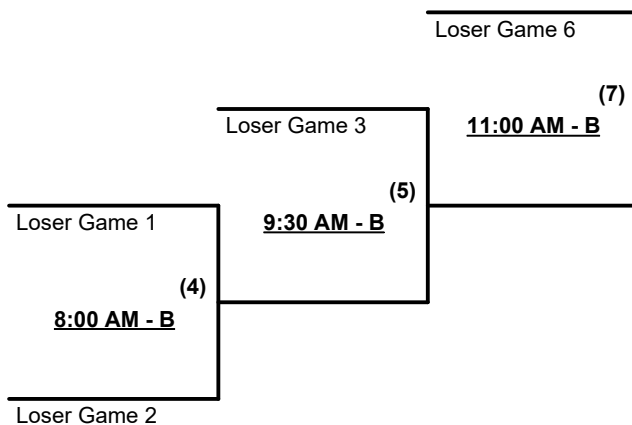 Loser Game 6
(7)
11:00 AM - B
Loser Game 3
(5)
9:30 AM - B
Loser Game 1
(4)
8:00 AM - B
Loser Game 2